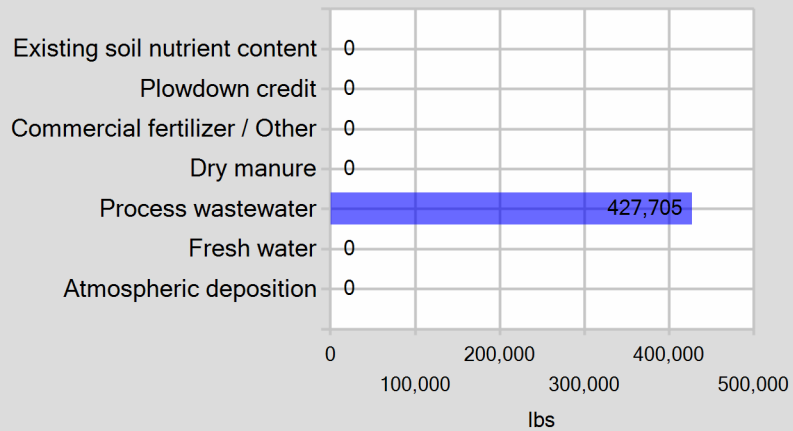 Existing soil nutrient content 0
Plowdown credit 0
Commercial fertilizer / Other 0
Dry manure 0
Process wastewater 427,705
Fresh water 0
Atmospheric deposition 0
0 200,000 400,000
100,000 300,000 500,000
lbs